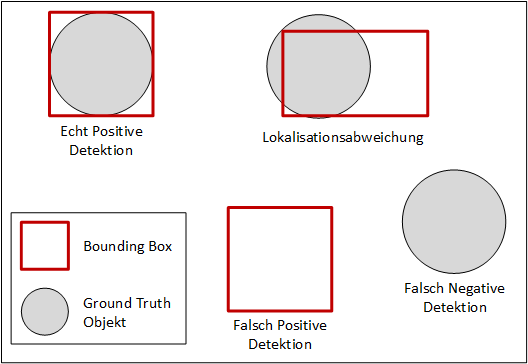 Echt Positive
Detektion
Lokalisationsabweichung
Bounding Box
Ground Truth
Objekt
Falsch Positive
Detektion
Falsch Negative
Detektion